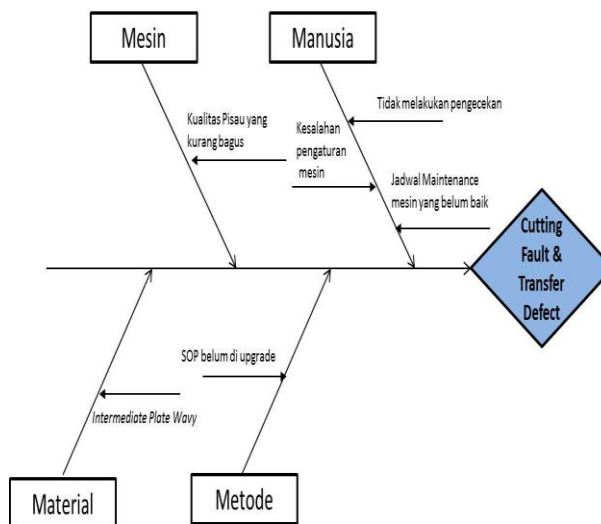 Mesin
Manusia
Kualitas Pisau yang
kurang bagus
Kesalahan
pengaturan
mesin
Tidak melakukan pengecekan
Jadwal Maintenance
mesin yang belum baik
Cutting
Fault &
Transfer
Defect
SOP belum di upgrade
Intermediate Plate Wavy
Material
Metode